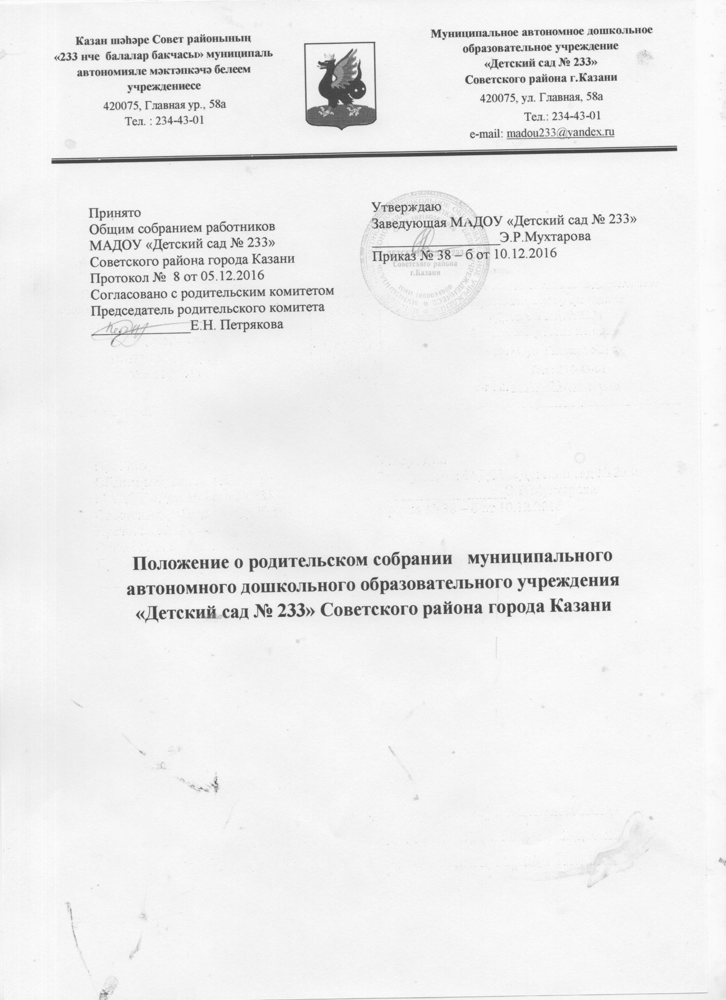 Казан шәһәре Совет районының
«233 нче балалар бакчасы» муниципаль
автономияле мәктәпкәчә белеем
учреждениесе
420075, Главная ур., 58а
Тел. : 234-43-01
Муниципальное автономное дошкольное
образовательное учреждение
«Детский сад № 233»
Советского района г.Казани
420075, ул. Главная, 58а
Тел.: 234-43-01
e-mail: madou233@yandex.ru
Принято
Общим собранием работников
МАДОУ «Детский сад № 233»
Советского района города Казани
Протокол № 8 от 05.12.2016
Согласовано с родительским комитетом
Председатель родительского комитета
______________Е.Н. Петрякова
Утверждаю
Заведующая МАДОУ «Детский сад № 233»
__________________Э.Р.Мухтарова
Приказ № 38 – б от 10.12.2016
Советского района
г.Казани
ИНН 1660034030
Положение о родительском собрании муниципального
автономного дошкольного образовательного учреждения
«Детский сад № 233» Советского района города Казани